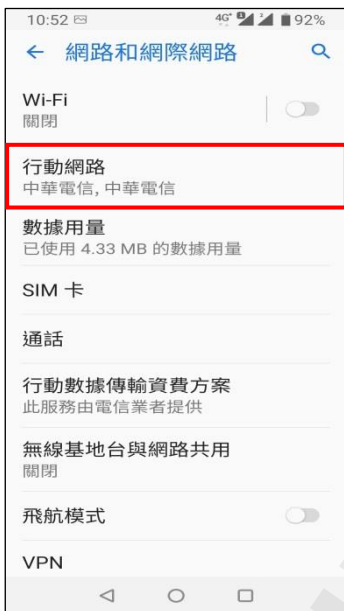 10:52 4G+ 92%
網路和網際網路
Wi-Fi
關閉
行動網路
中華電信, 中華電信
數據用量
已使用 4.33 MB 的數據用量
SIM 卡
通話
行動數據傳輸資費方案
此服務由電信業者提供
無線基地台與網路共用
關閉
飛航模式
VPN